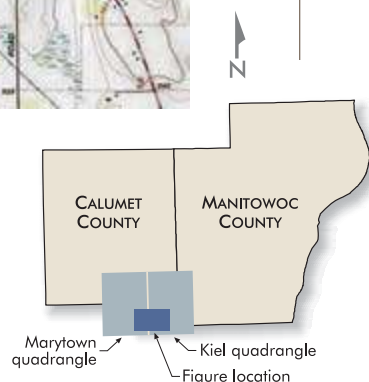 N
CALUMET
COUNTY
MANITOWOC
COUNTY
Marytown
quadrangle
Kiel quadrangle
Fiaure location